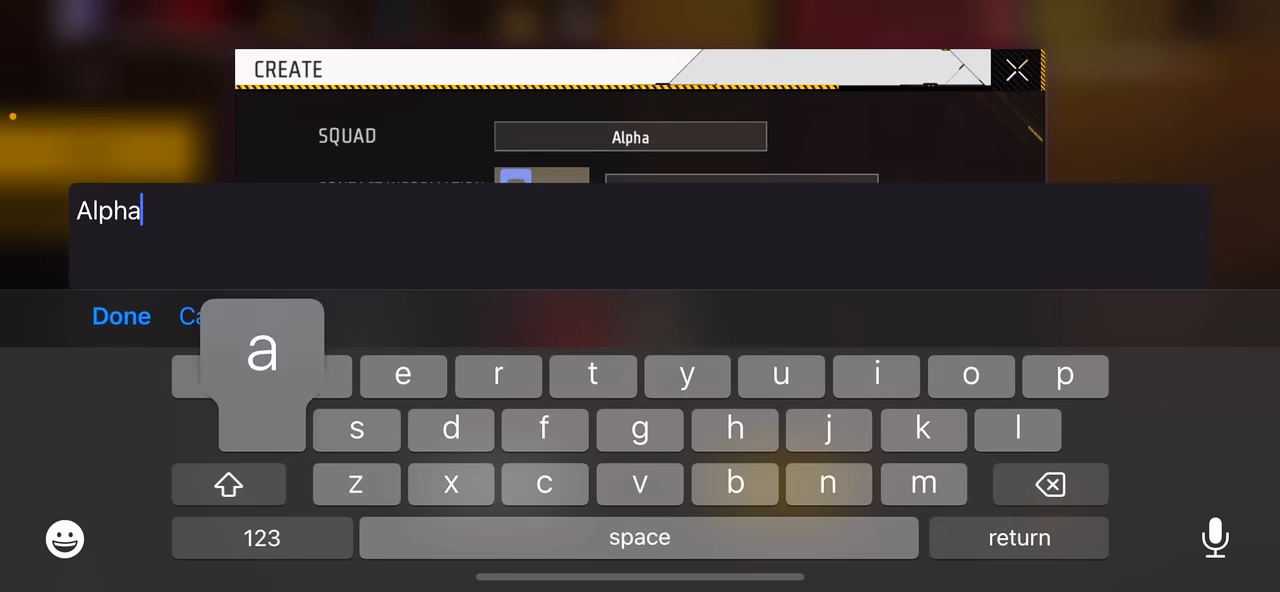 CREATE
SQUAD
Alpha
Alpha
Done
a
e r t y u i o p
s d f g h j k l
z x c v b n m
123
space
return